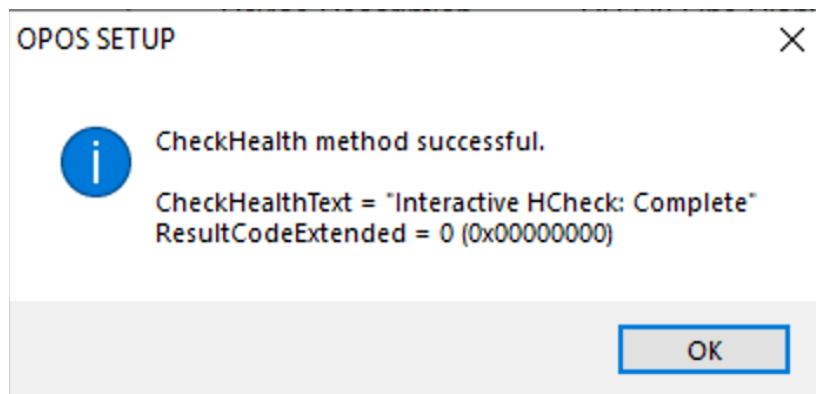 OPOS SETUP
CheckHealth method successful.
CheckHealthText = "Interactive HCheck: Complete"
ResultCodeExtended = 0 (0x00000000)
OK